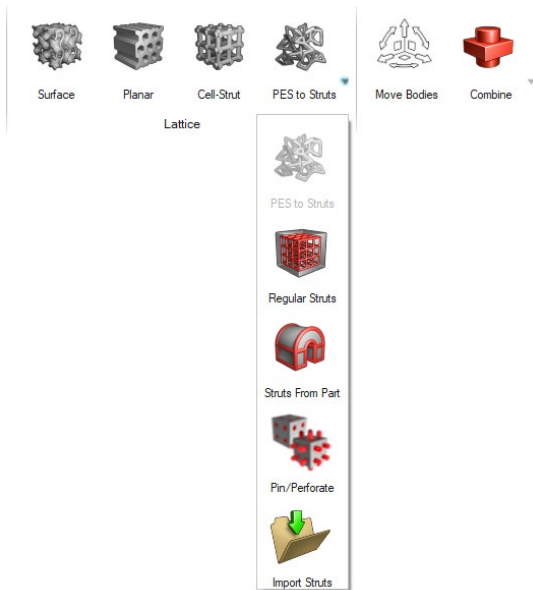 Surface Planar Cell-Strut PES to Struts Move Bodies Combine
Lattice
PES to Struts
Regular Struts
Struts From Part
Pin/Perforate
Import Struts